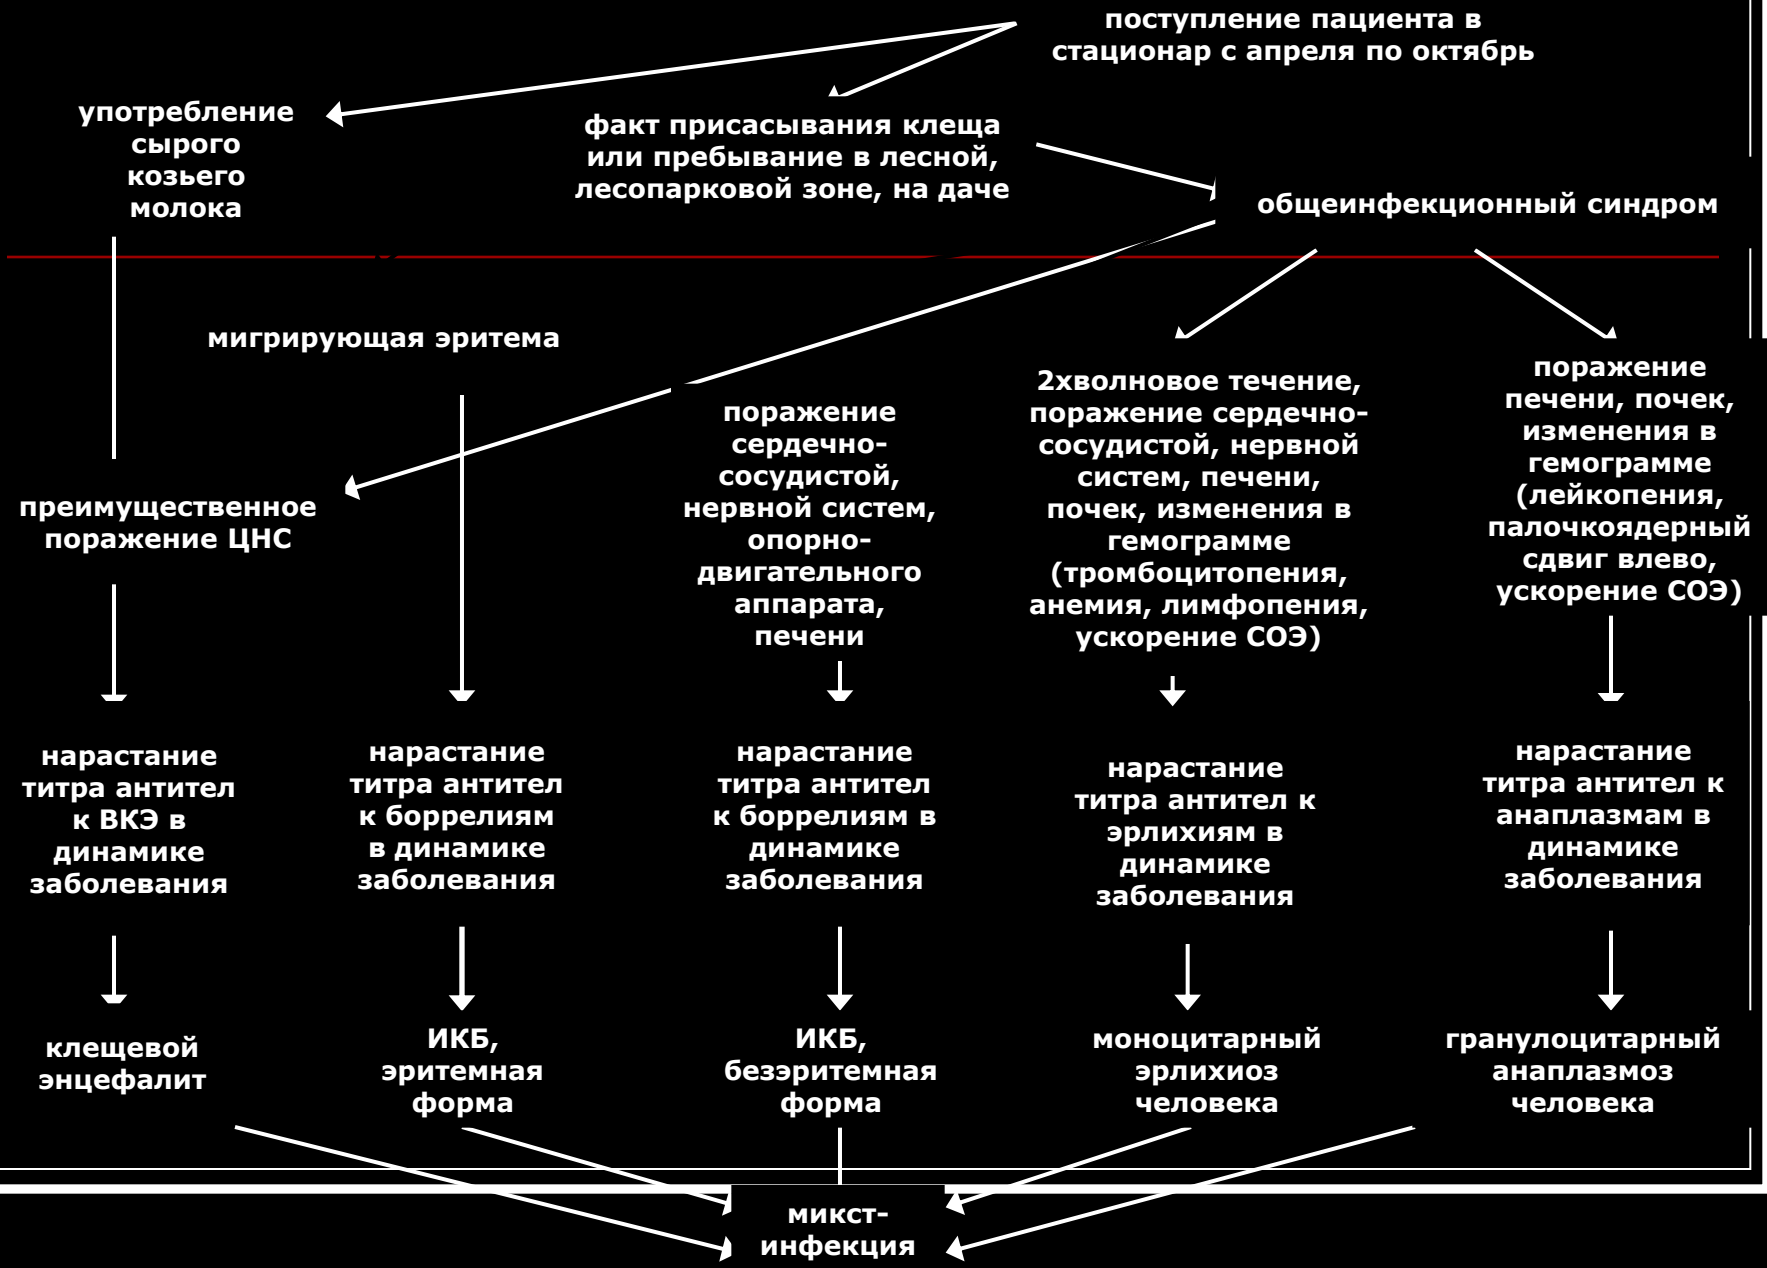 поступление пациента в
стационар с апреля по октябрь
употребление
сырого
козьего
молока
факт присасывания клеща
или пребывание в лесной,
лесопарковой зоне, на даче
общеинфекционный синдром
мигрирующая эритема
преимущественное
поражение ЦНС
поражение
сердечно-
сосудистой,
нервной систем,
опорно-
двигательного
аппарата,
печени
2хволновое течение,
поражение сердечно-
сосудистой, нервной
систем, печени,
почек, изменения в
гемограмме
(тромбоцитопения,
анемия, лимфопения,
ускорение СОЭ)
поражение
печени, почек,
изменения в
гемограмме
(лейкопения,
палочкоядерный
сдвиг влево,
ускорение СОЭ)
нарастание
титра антител
к ВКЭ в
динамике
заболевания
нарастание
титра антител
к боррелиям
в динамике
заболевания
нарастание
титра антител
к боррелиям в
динамике
заболевания
нарастание
титра антител к
эрлихиям в
динамике
заболевания
нарастание
титра антител к
анаплазмам в
динамике
заболевания
клещевой
энцефалит
ИКБ,
эритемная
форма
ИКБ,
безэритемная
форма
моноцитарный
эрлихиоз
человека
гранулоцитарный
анаплазмоз
человека
микст-
инфекция